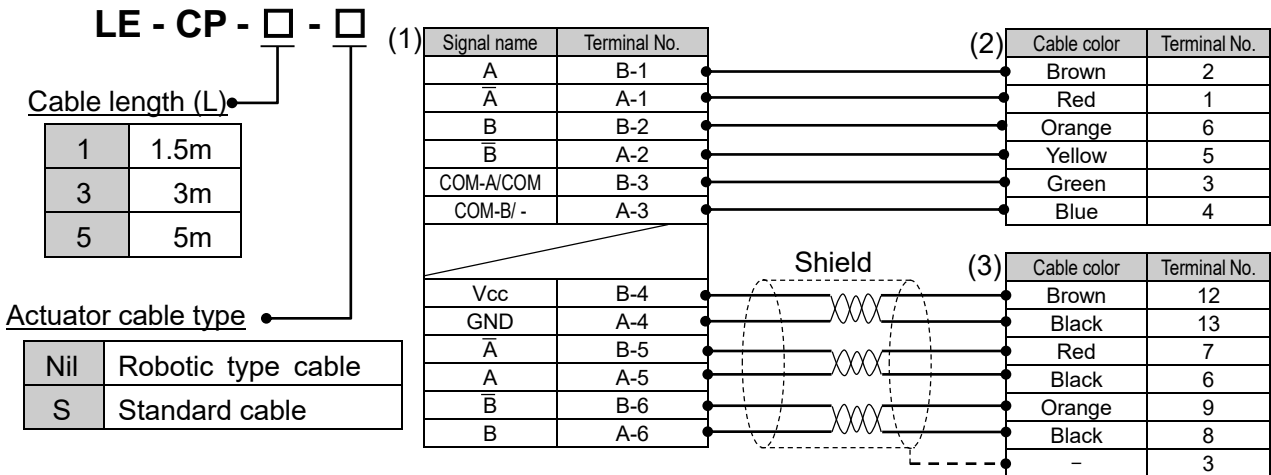 LE - CP - □ - □
Cable length (L)
1 1.5m
3 3m
5 5m
Actuator cable type
Nil Robotic type cable
S Standard cable
(1)
Signal name Terminal No.
A B-1
A̅ A-1
B B-2
B̅ A-2
COM-A/COM B-3
COM-B/ - A-3
Vcc B-4
GND A-4
A̅ B-5
A A-5
B̅ B-6
B A-6
(2)
Cable color Terminal No.
Brown 2
Red 1
Orange 6
Yellow 5
Green 3
Blue 4
Shield
(3)
Cable color Terminal No.
Brown 12
Black 13
Red 7
Black 6
Orange 9
Black 8
– 3